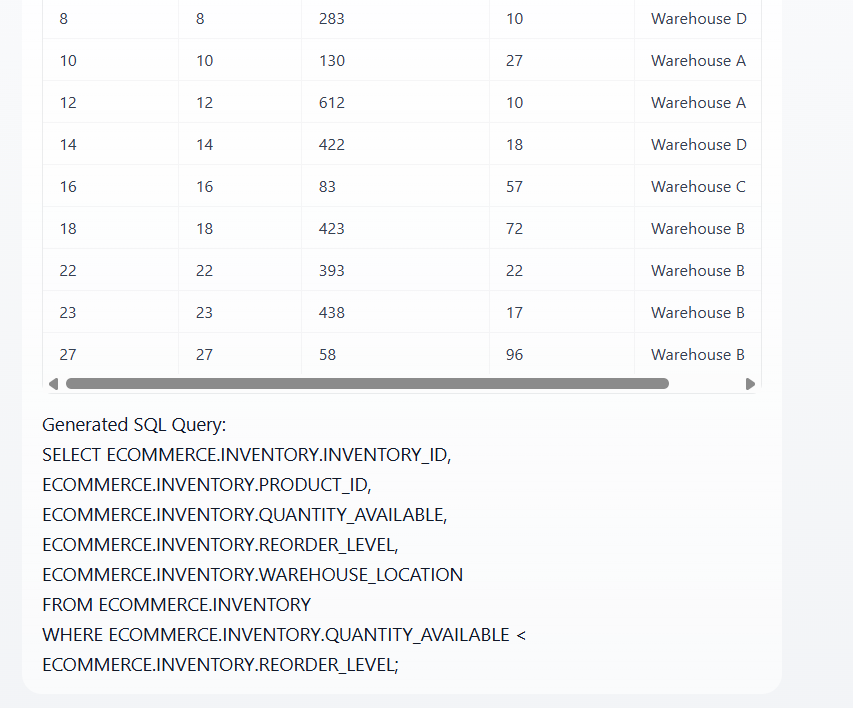 8 8 283 10 Warehouse D
10 10 130 27 Warehouse A
12 12 612 10 Warehouse A
14 14 422 18 Warehouse D
16 16 83 57 Warehouse C
18 18 423 72 Warehouse B
22 22 393 22 Warehouse B
23 23 438 17 Warehouse B
27 27 58 96 Warehouse B
Generated SQL Query:
SELECT ECOMMERCE.INVENTORY.INVENTORY_ID,
ECOMMERCE.INVENTORY.PRODUCT_ID,
ECOMMERCE.INVENTORY.QUANTITY_AVAILABLE,
ECOMMERCE.INVENTORY.REORDER_LEVEL,
ECOMMERCE.INVENTORY.WAREHOUSE_LOCATION
FROM ECOMMERCE.INVENTORY
WHERE ECOMMERCE.INVENTORY.QUANTITY_AVAILABLE <
ECOMMERCE.INVENTORY.REORDER_LEVEL;